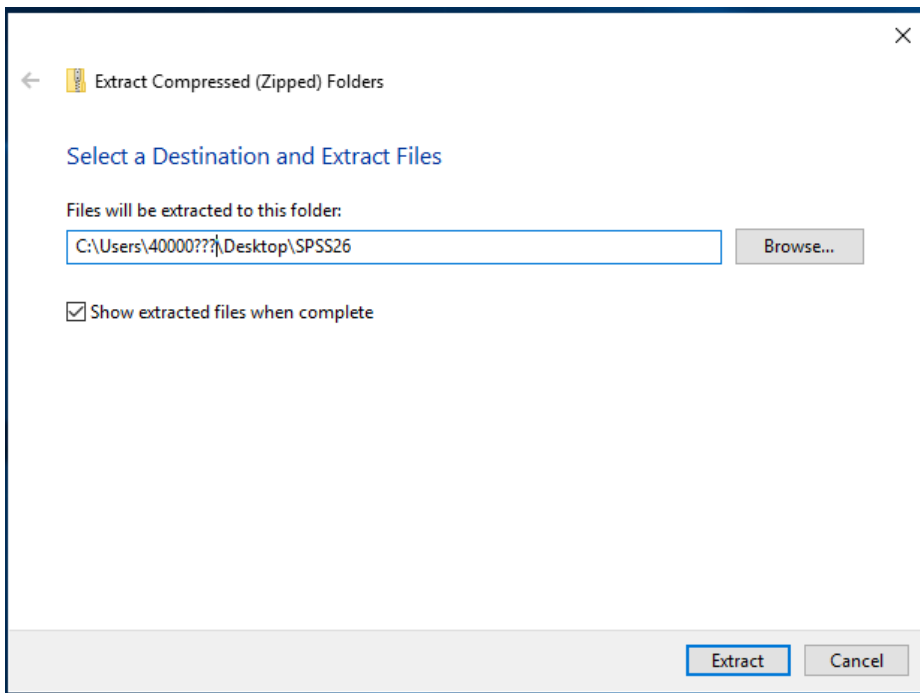 Extract Compressed (Zipped) Folders
Select a Destination and Extract Files
Files will be extracted to this folder:
C:\Users\40000???\Desktop\SPSS26
Browse...
Show extracted files when complete
Extract
Cancel